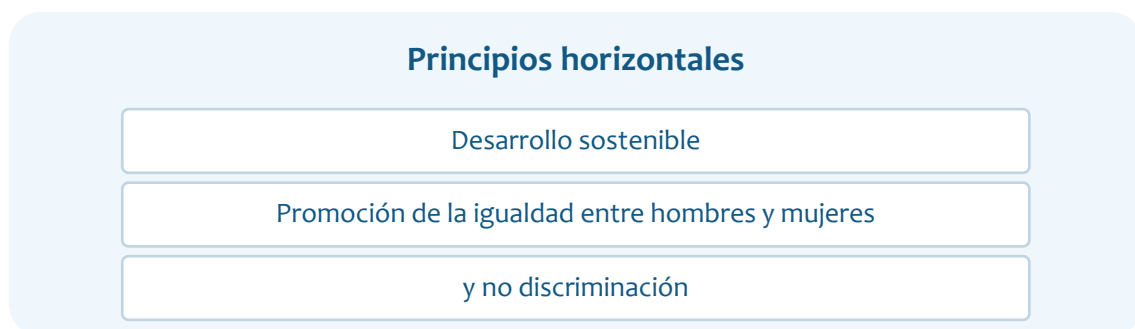 Principios horizontales
Desarrollo sostenible
Promoción de la igualdad entre hombres y mujeres
y no discriminación